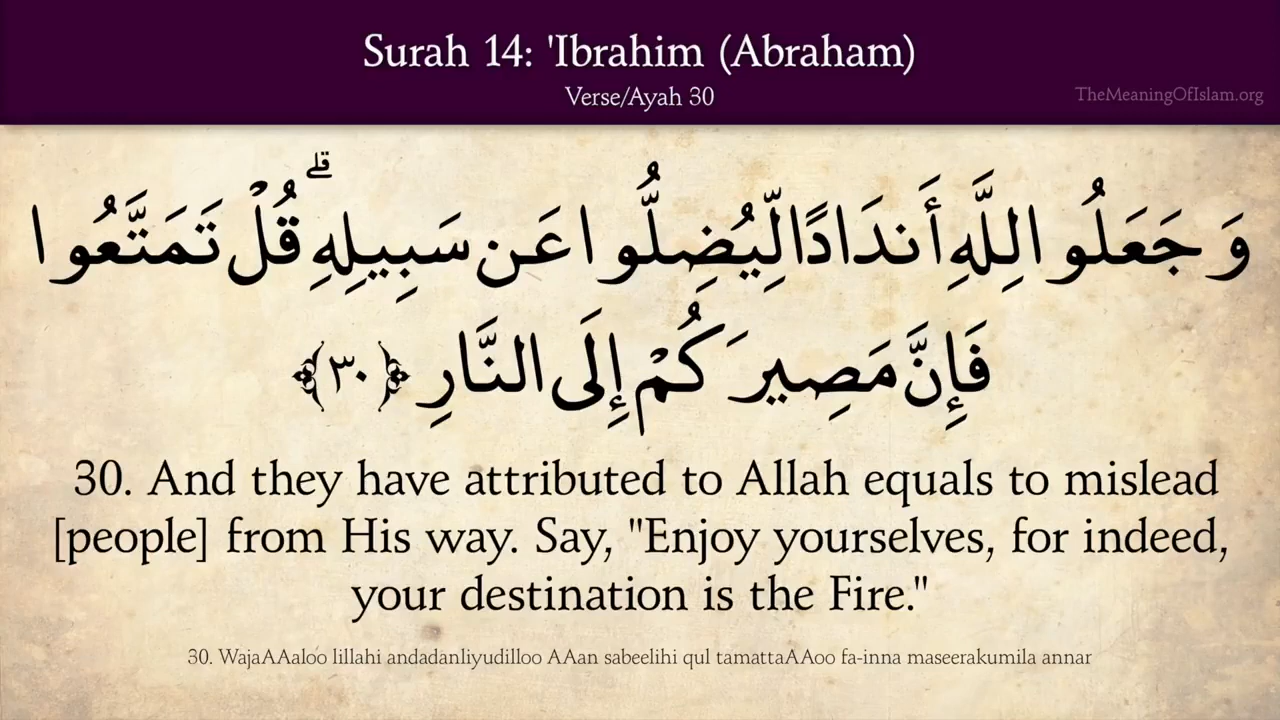 Surah 14: 'Ibrahim (Abraham)
Verse/Ayah 30
TheMeaningOfIslam.org
وَجَعَلُوا لِلَّهِ أَندَادًا لِّيُضِلُّوا عَن سَبِيلِهِ ۗ قُلْ تَمَتَّعُوا
فَإِنَّ مَصِيرَكُمْ إِلَى النَّارِ ﴿٣٠﴾
30. And they have attributed to Allah equals to mislead
[people] from His way. Say, "Enjoy yourselves, for indeed,
your destination is the Fire."
30. WajaAAaloo lillahi andadanliyudilloo AAan sabeelihi qul tamattaAAoo fa-inna maseerakumila annar